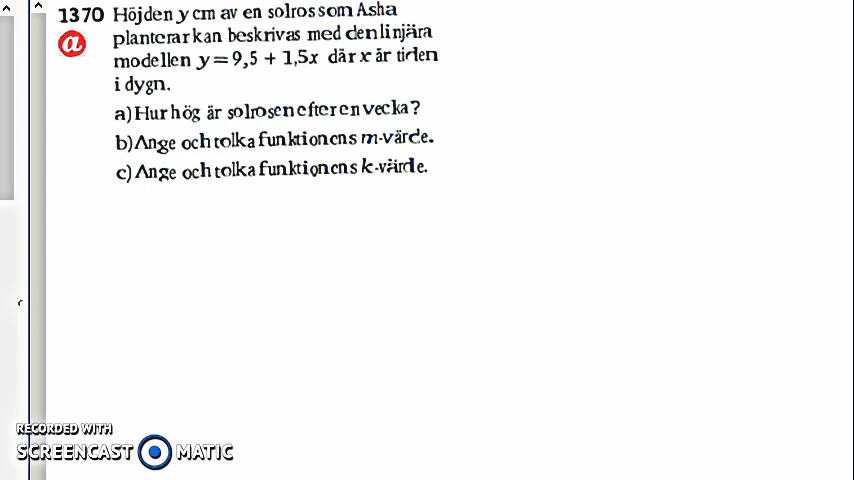 1370 Höjden y cm av en solros som Asha
a planterar kan beskrivas med den linjära
modellen y = 9,5 + 1,5x där x är tiden
i dygn.
a) Hur hög är solrosen efter en vecka?
b) Ange och tolka funktionens m-värde.
c) Ange och tolka funktionens k-värde.
RECORDED WITH
SCREENCAST MATIC